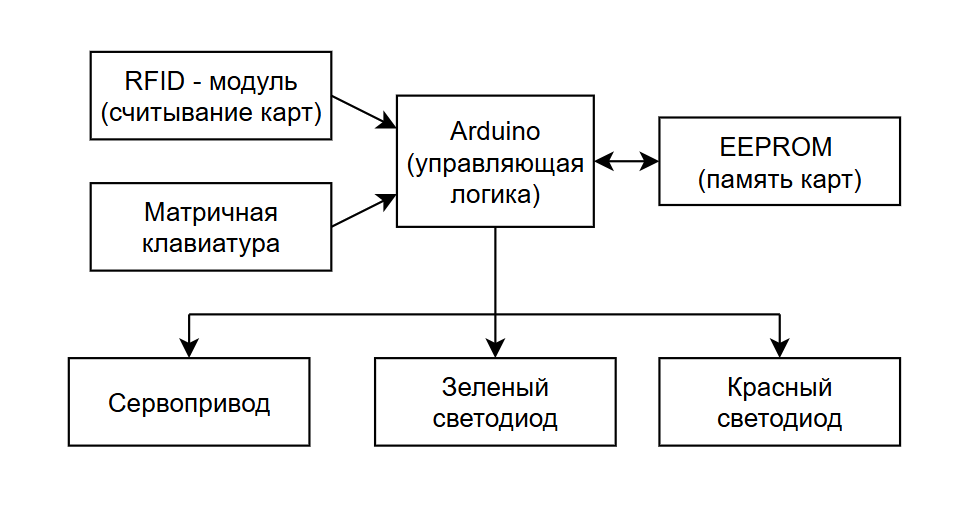 RFID - модуль
(считывание карт)
Arduino
(управляющая
логика)
EEPROM
(память карт)
Матричная
клавиатура
Сервопривод
Зеленый
светодиод
Красный
светодиод